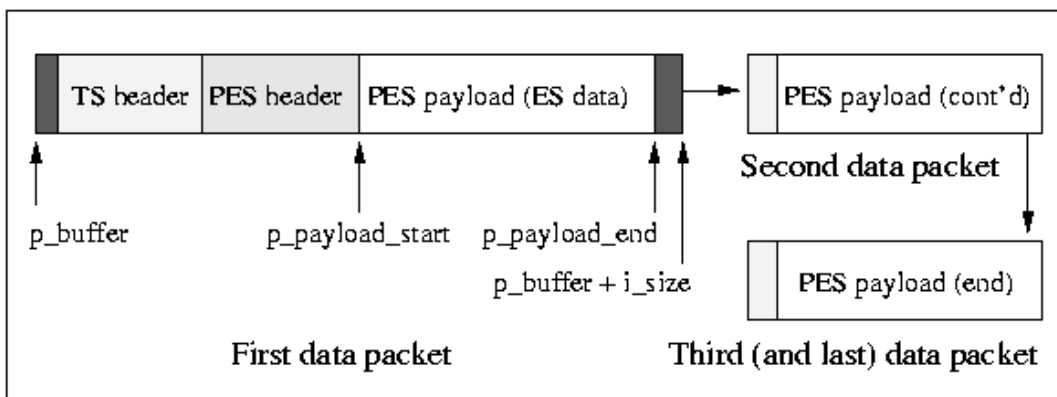 TS header PES header PES payload (ES data) PES payload (cont'd)
Second data packet
p_buffer p_payload_start p_payload_end
p_buffer + i_size PES payload (end)
First data packet Third (and last) data packet